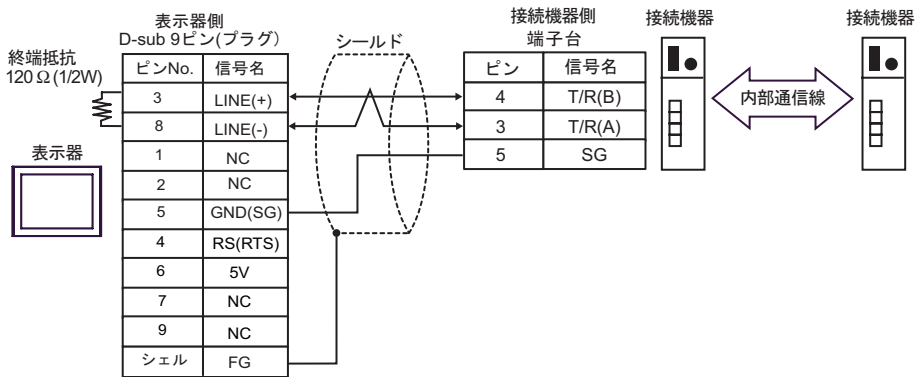 表示器側
D-sub 9ピン(プラグ)
終端抵抗
120 Ω (1/2W)
表示器
ピンNo. 信号名
3 LINE(+)
8 LINE(-)
1 NC
2 NC
5 GND(SG)
4 RS(RTS)
6 5V
7 NC
9 NC
シェル FG
シールド
接続機器側
端子台
ピン 信号名
4 T/R(B)
3 T/R(A)
5 SG
接続機器
内部通信線
接続機器